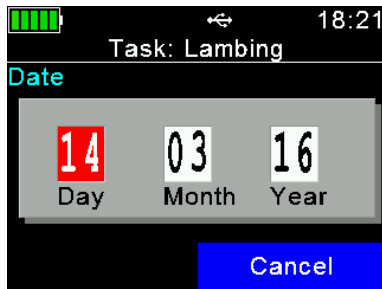 18:21
Task: Lambing
Date
14 03 16
Day Month Year
Cancel